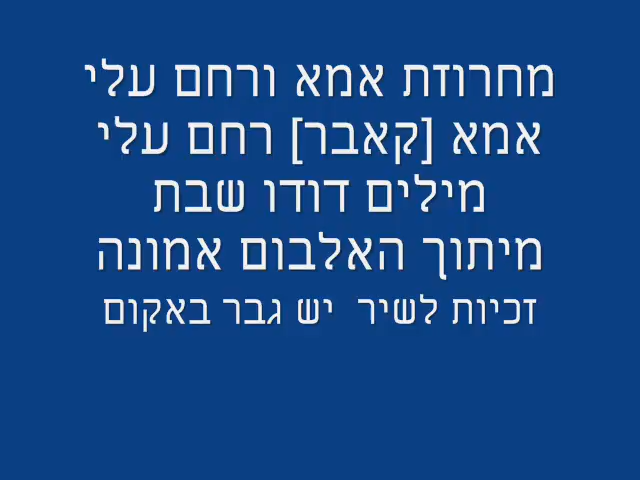 מחרוזת אמא ורחם עלי
אמא [קאבר] רחם עלי
מילים דודו שבת
מיתוך האלבום אמונה
זכיות לשיר יש גבר באקום